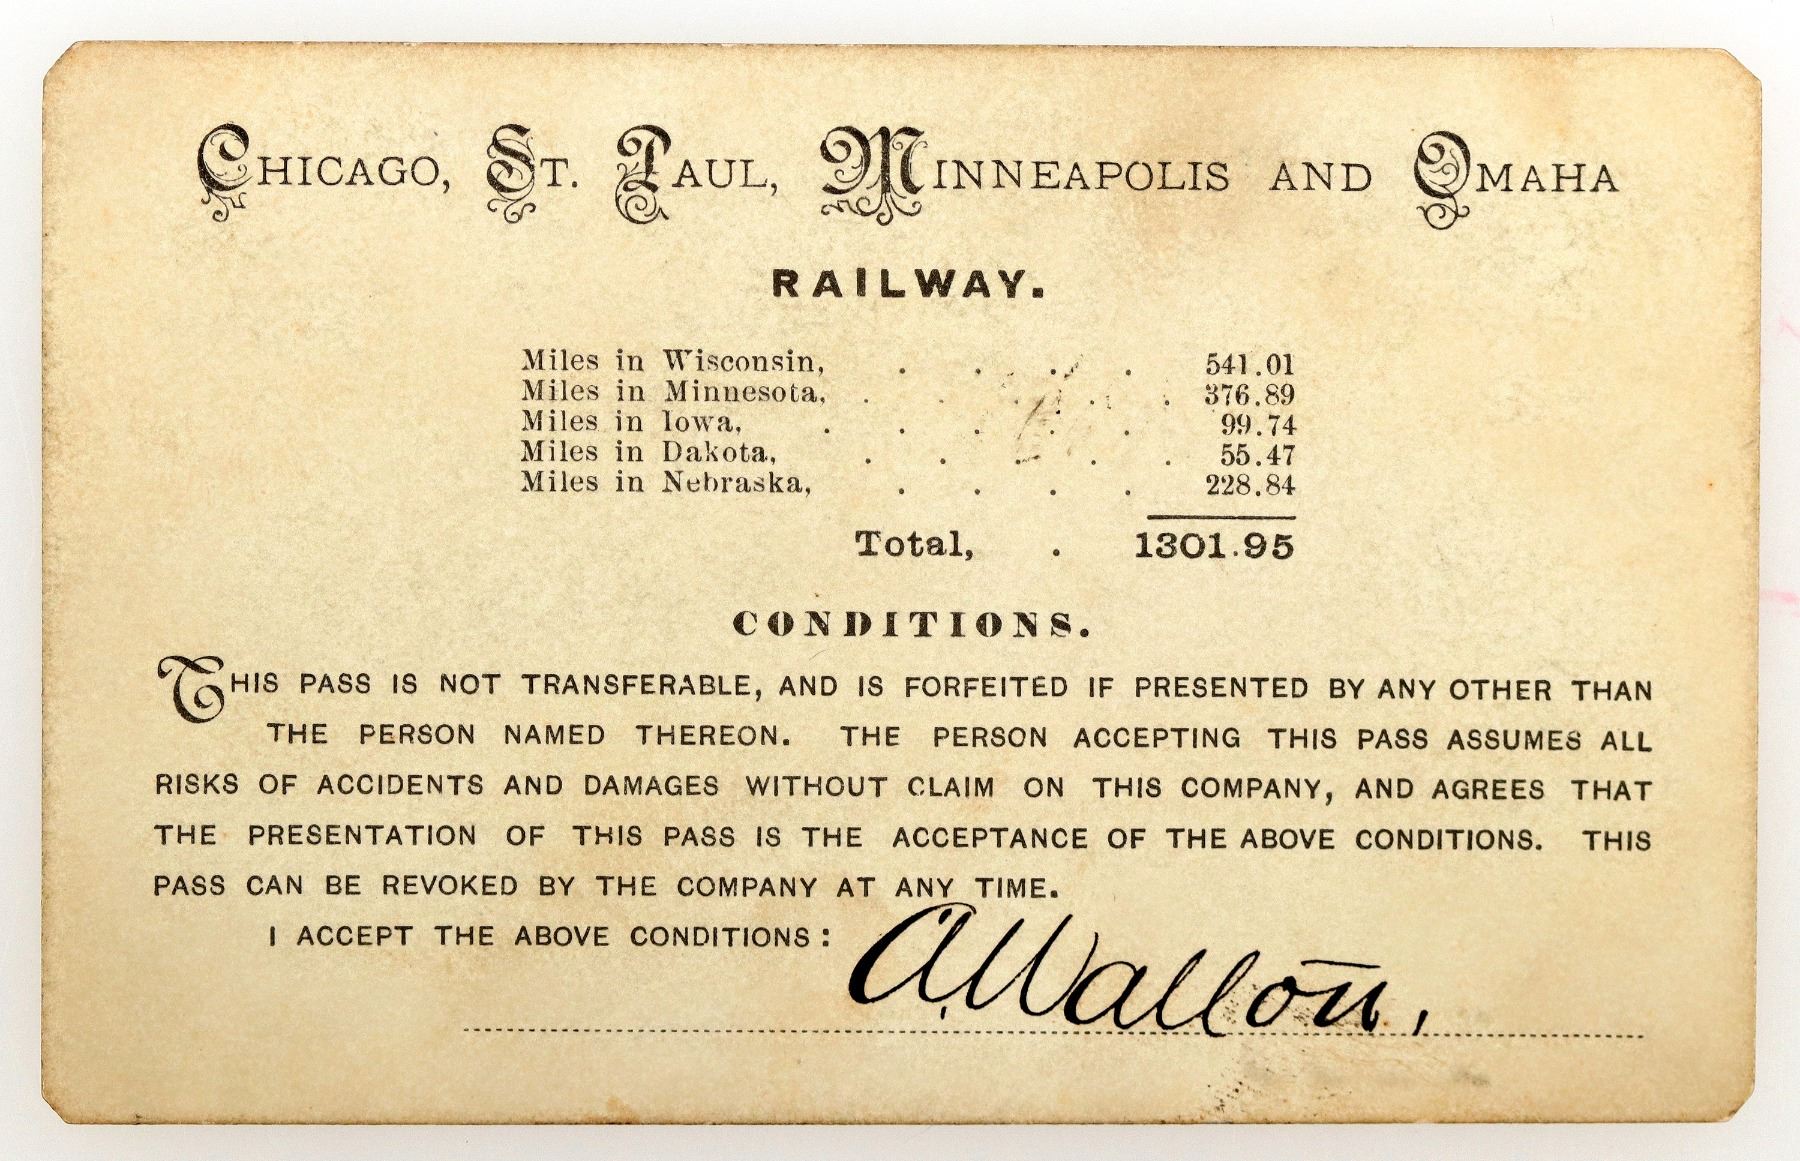 CHICAGO, ST. PAUL, MINNEAPOLIS AND OMAHA
RAILWAY.
Miles in Wisconsin, . . . . 541.01
Miles in Minnesota, . . . . . 376.89
Miles in Iowa, . . . . . 99.74
Miles in Dakota, . . . . . 55.47
Miles in Nebraska, . . . . 228.84
Total, . 1301.95
CONDITIONS.
THIS PASS IS NOT TRANSFERABLE, AND IS FORFEITED IF PRESENTED BY ANY OTHER THAN
THE PERSON NAMED THEREON. THE PERSON ACCEPTING THIS PASS ASSUMES ALL
RISKS OF ACCIDENTS AND DAMAGES WITHOUT CLAIM ON THIS COMPANY, AND AGREES THAT
THE PRESENTATION OF THIS PASS IS THE ACCEPTANCE OF THE ABOVE CONDITIONS. THIS
PASS CAN BE REVOKED BY THE COMPANY AT ANY TIME.
I ACCEPT THE ABOVE CONDITIONS:
A. Wallon,